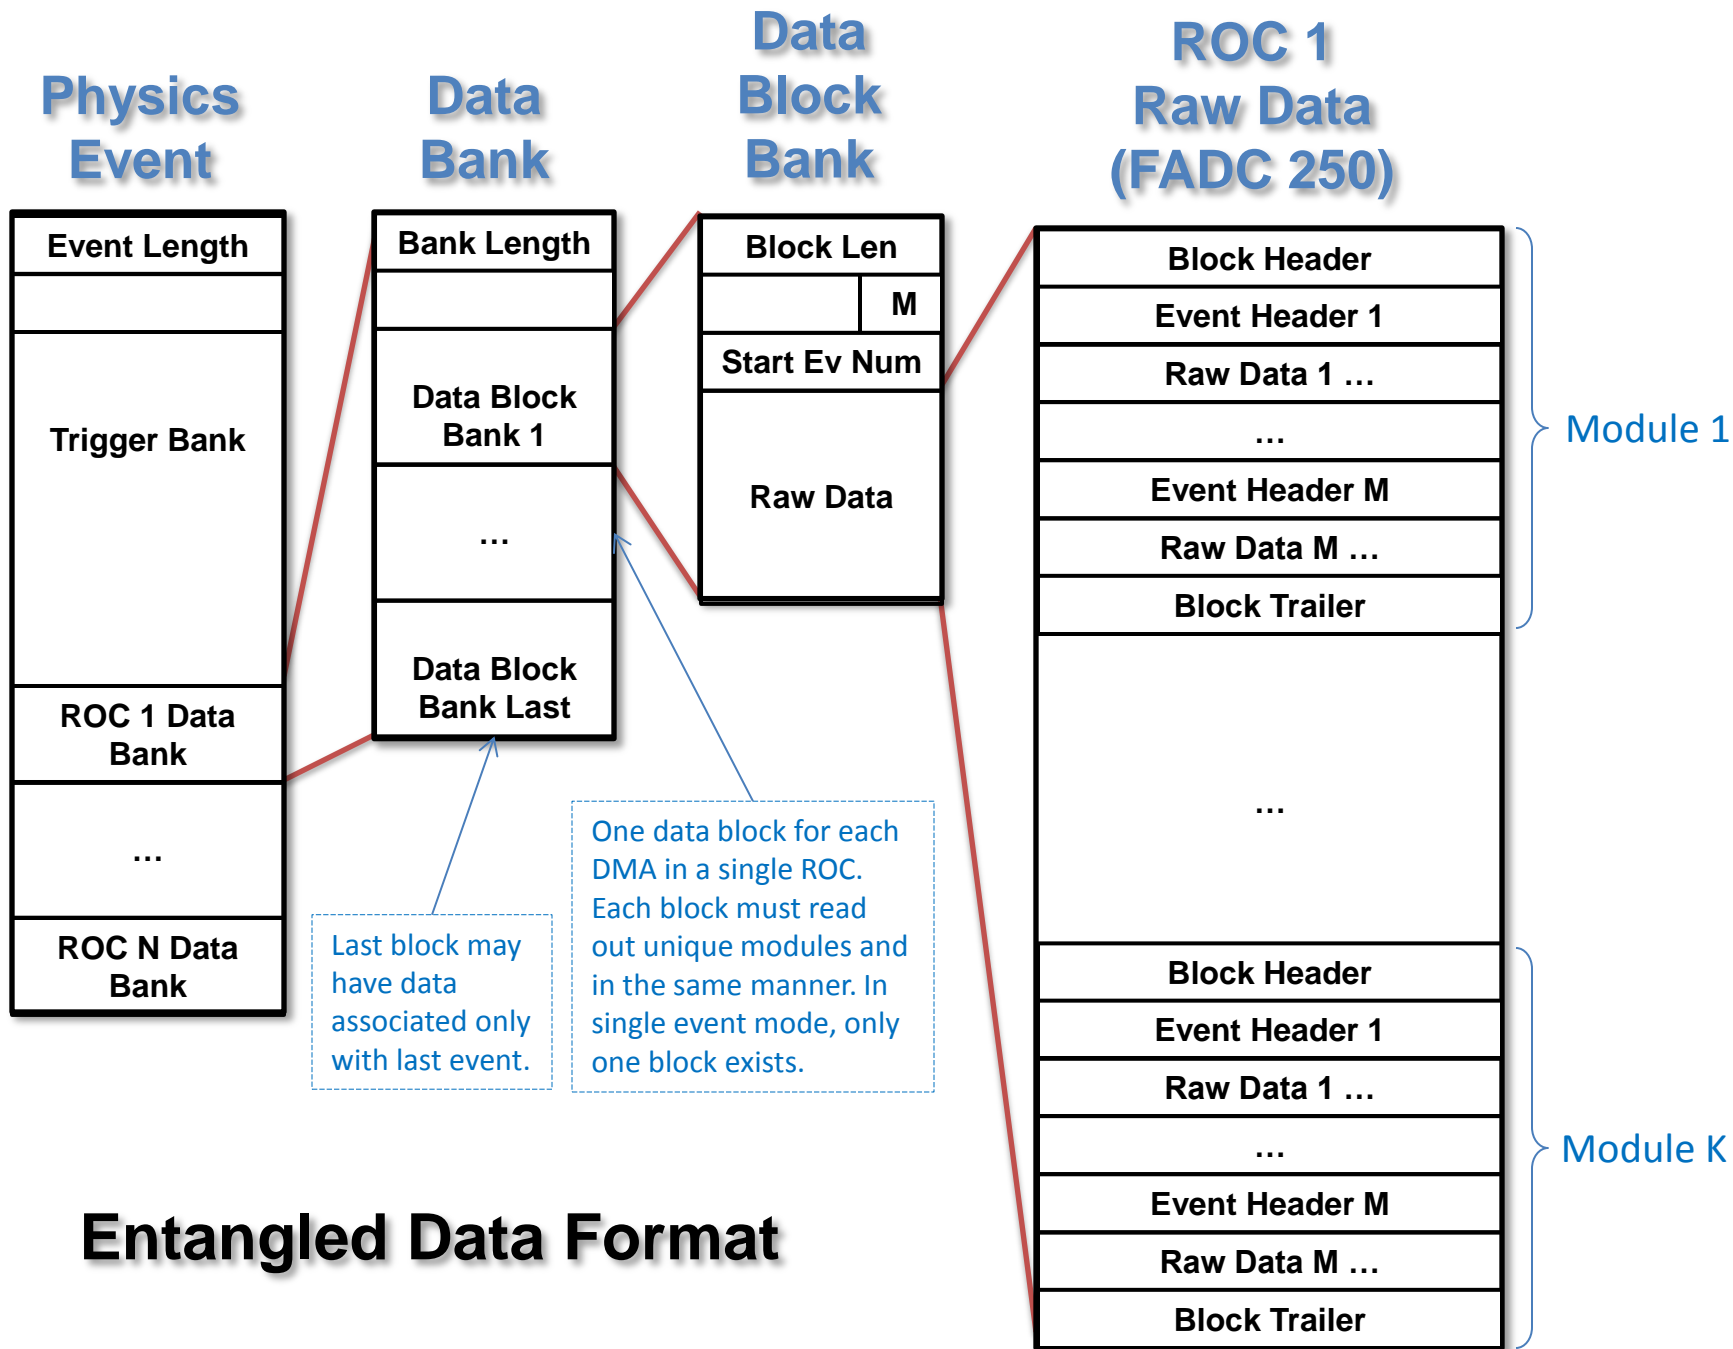 Physics
Event
Event Length
Trigger Bank
ROC 1 Data
Bank
…
ROC N Data
Bank
Data
Bank
Bank Length
Data Block
Bank 1
…
Data Block
Bank Last
Last block may
have data
associated only
with last event.
One data block for each
DMA in a single ROC.
Each block must read
out unique modules and
in the same manner. In
single event mode, only
one block exists.
Data
Block
Bank
Block Len
M
Start Ev Num
Raw Data
ROC 1
Raw Data
(FADC 250)
Block Header
Event Header 1
Raw Data 1 …
…
Event Header M
Raw Data M …
Block Trailer
Module 1
…
Block Header
Event Header 1
Raw Data 1 …
…
Event Header M
Raw Data M …
Block Trailer
Module K
Entangled Data Format